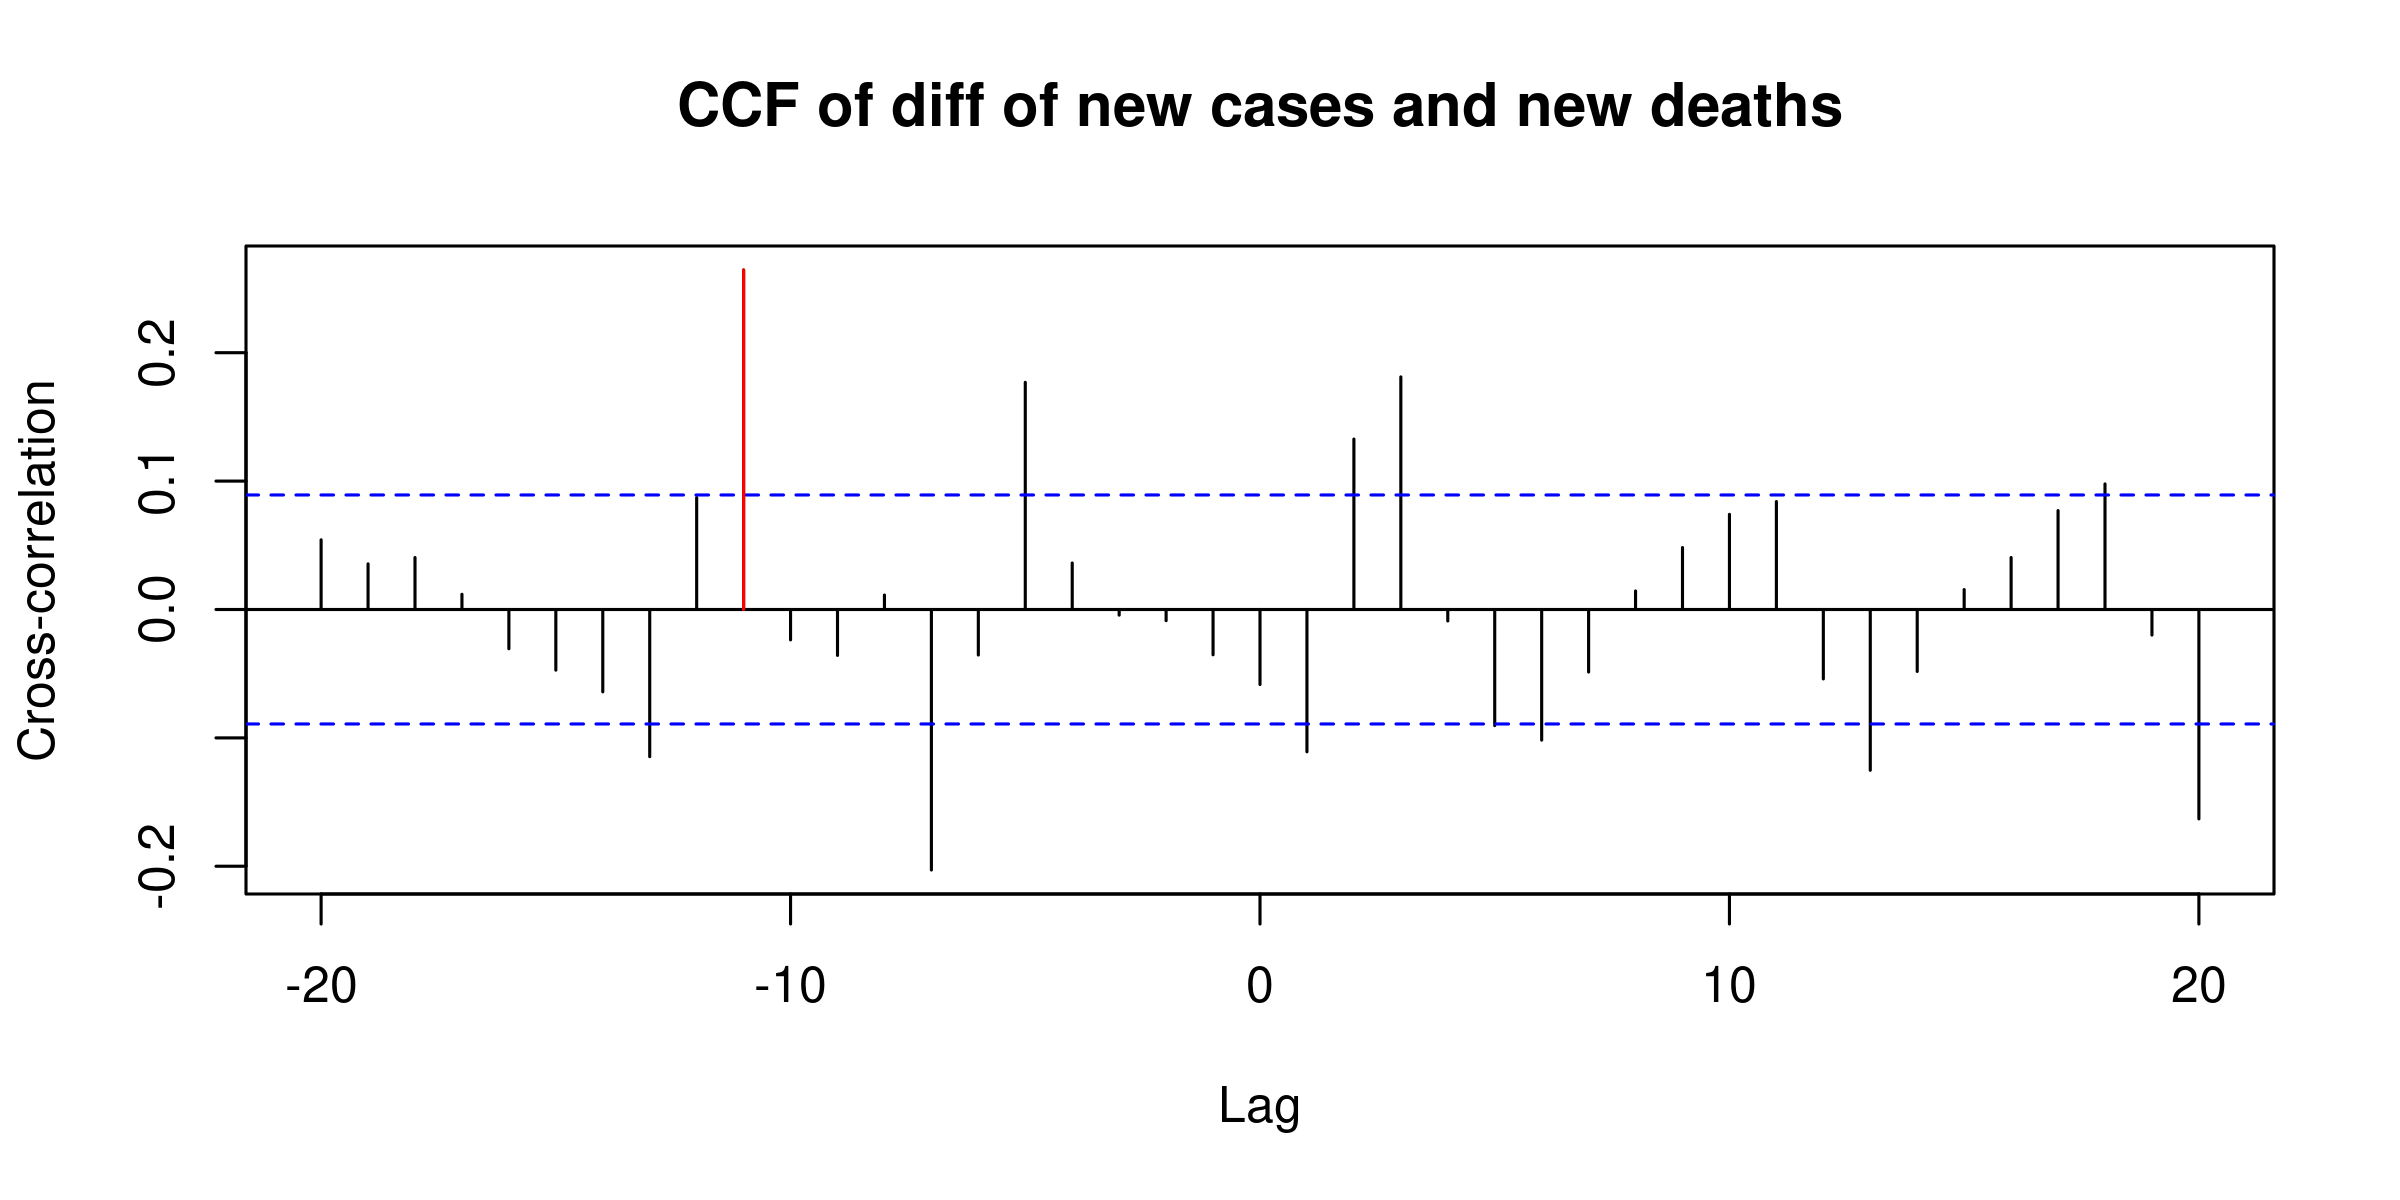 CCF of diff of new cases and new deaths
Cross-correlation
0.2
0.1
0.0
-0.2
-20 -10 0 10 20
Lag